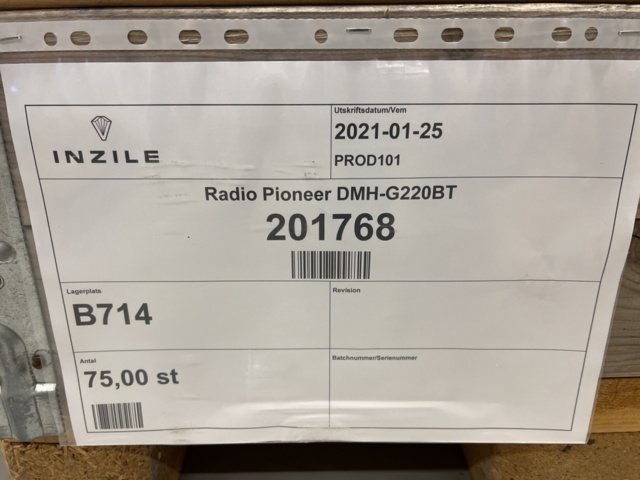 INZILE
Utskriftsdatum/Vem
2021-01-25
PROD101
Radio Pioneer DMH-G220BT
201768
Lagerplats
B714
Revision
Antal
75,00 st
Batchnummer/Serienummer